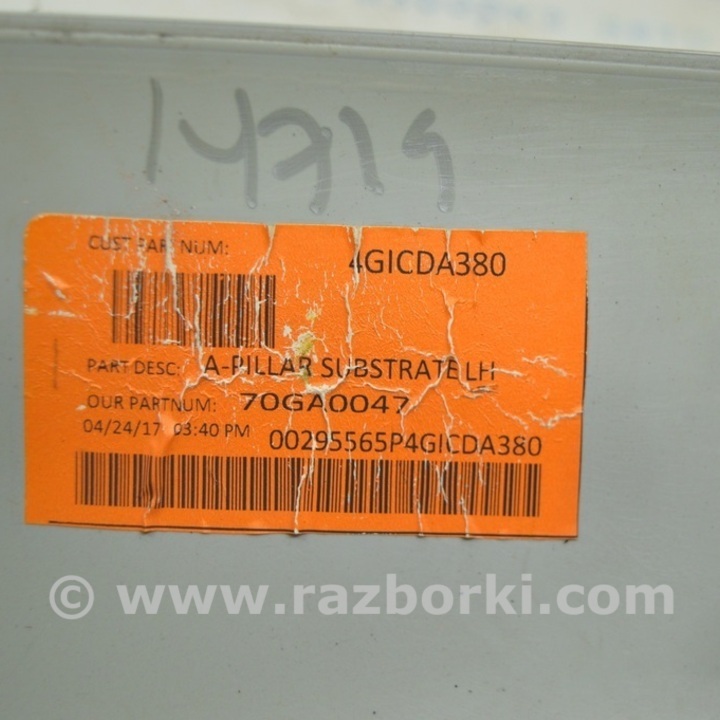 14719
CUST PART NUM: 4GICDA380
PART DESC: A-PILLAR SUBSTRATE LH
OUR PARTNUM: 70GA0047
04/24/17 03:40 PM 00295565P4GICDA380
© www.razborki.com